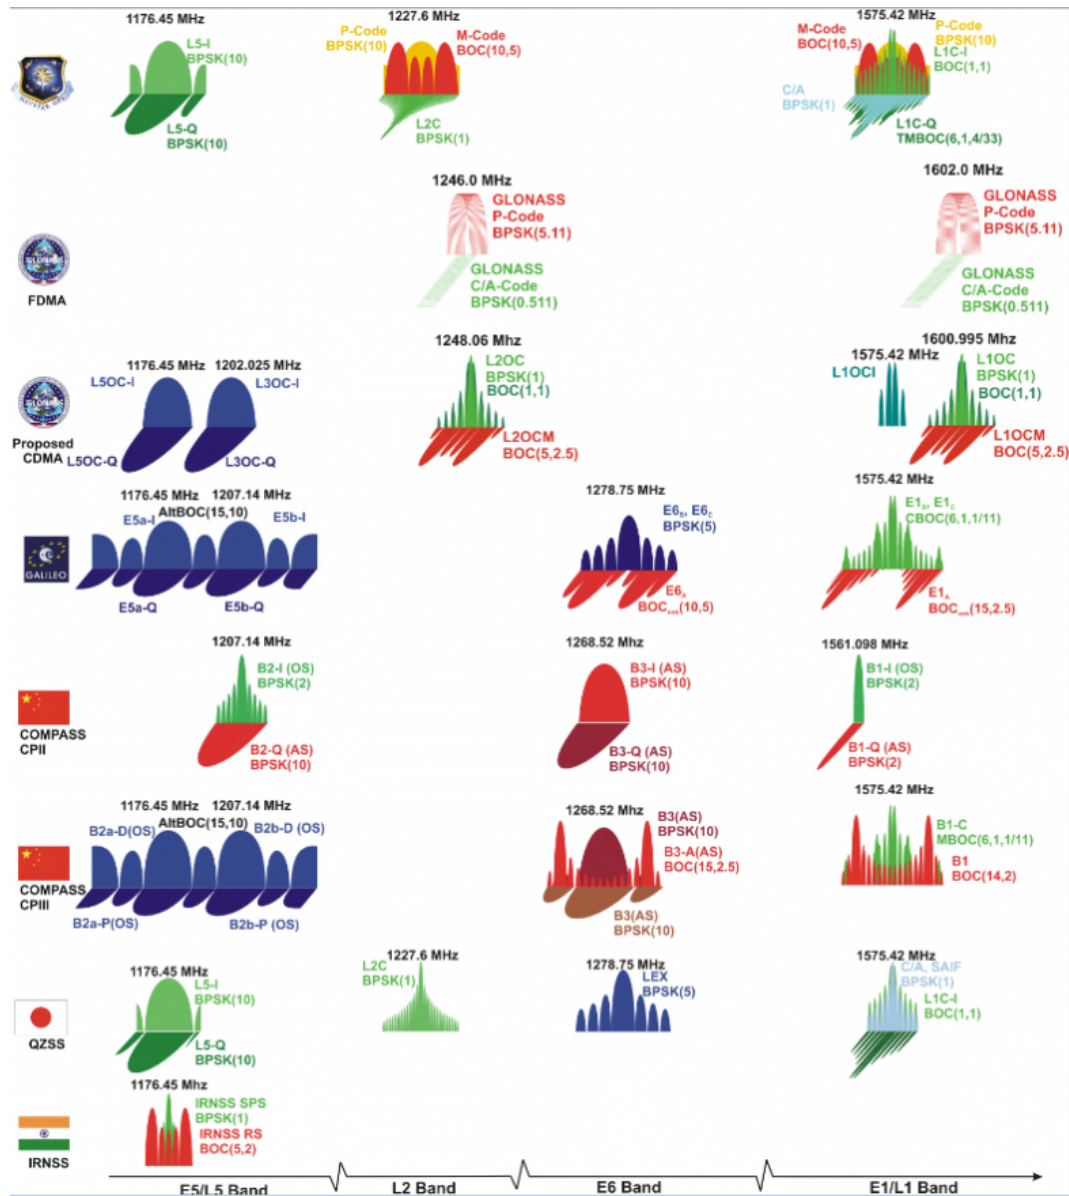 1176.45 MHz
1227.6 MHz
1575.42 MHz
L5-I
BPSK(10)
L5-Q
BPSK(10)
P-Code
BPSK(10)
M-Code
BOC(10,5)
L2C
BPSK(1)
M-Code
BOC(10,5)
P-Code
BPSK(10)
L1C-I
BOC(1,1)
C/A
BPSK(1)
L1C-Q
TMBOC(6,1,4/33)
FDMA
1246.0 MHz
GLONASS
P-Code
BPSK(5.11)
GLONASS
C/A-Code
BPSK(0.511)
1602.0 MHz
GLONASS
P-Code
BPSK(5.11)
GLONASS
C/A-Code
BPSK(0.511)
Proposed
CDMA
1176.45 MHz
1202.025 MHz
L5OC-I
L3OC-I
L5OC-Q
L3OC-Q
1248.06 Mhz
L2OC
BPSK(1)
BOC(1,1)
L2OCM
BOC(5,2.5)
1575.42 MHz
L1OCI
1600.995 Mhz
L1OC
BPSK(1)
BOC(1,1)
L1OCM
BOC(5,2.5)
GALILEO
1176.45 MHz
1207.14 MHz
AltBOC(15,10)
E5a-I
E5b-I
E5a-Q
E5b-Q
1278.75 MHz
E6B, E6C
BPSK(5)
E6A
BOCcos(10,5)
1575.42 MHz
E1B, E1C
CBOC(6,1,1/11)
E1A
BOCcos(15,2.5)
COMPASS
CPII
1207.14 MHz
B2-I (OS)
BPSK(2)
B2-Q (AS)
BPSK(10)
1268.52 Mhz
B3-I (AS)
BPSK(10)
B3-Q (AS)
BPSK(10)
1561.098 MHz
B1-I (OS)
BPSK(2)
B1-Q (AS)
BPSK(2)
COMPASS
CPIII
1176.45 MHz
1207.14 MHz
AltBOC(15,10)
B2a-D(OS)
B2b-D (OS)
B2a-P(OS)
B2b-P (OS)
1268.52 Mhz
B3(AS)
BPSK(10)
B3-A(AS)
BOC(15,2.5)
B3(AS)
BPSK(10)
1575.42 MHz
B1-C
MBOC(6,1,1/11)
B1
BOC(14,2)
QZSS
1176.45 MHz
L5-I
BPSK(10)
L5-Q
BPSK(10)
1227.6 MHz
L2C
BPSK(1)
1278.75 MHz
LEX
BPSK(5)
1575.42 MHz
C/A, SAIF
BPSK(1)
L1C-I
BOC(1,1)
IRNSS
1176.45 Mhz
IRNSS SPS
BPSK(1)
IRNSS RS
BOC(5,2)
E5/L5 Band
L2 Band
E6 Band
E1/L1 Band